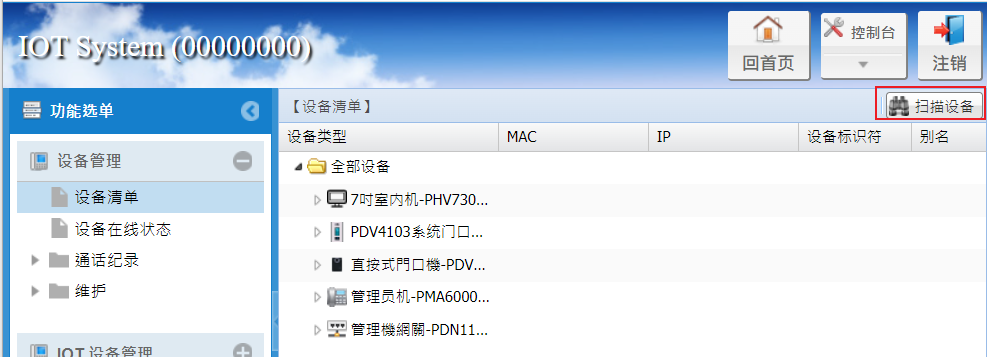 IOT System (00000000)
回首页
控制台
注销
功能选单
【设备清单】
扫描设备
设备类型 MAC IP 设备标识符 别名
设备管理
全部设备
设备清单
7吋室内机-PHV730...
设备在线状态
PDV4103系统门口...
通话纪录
直按式門口機-PDV...
维护
管理员机-PMA6000...
管理機網關-PDN11...
IOT 设备管理